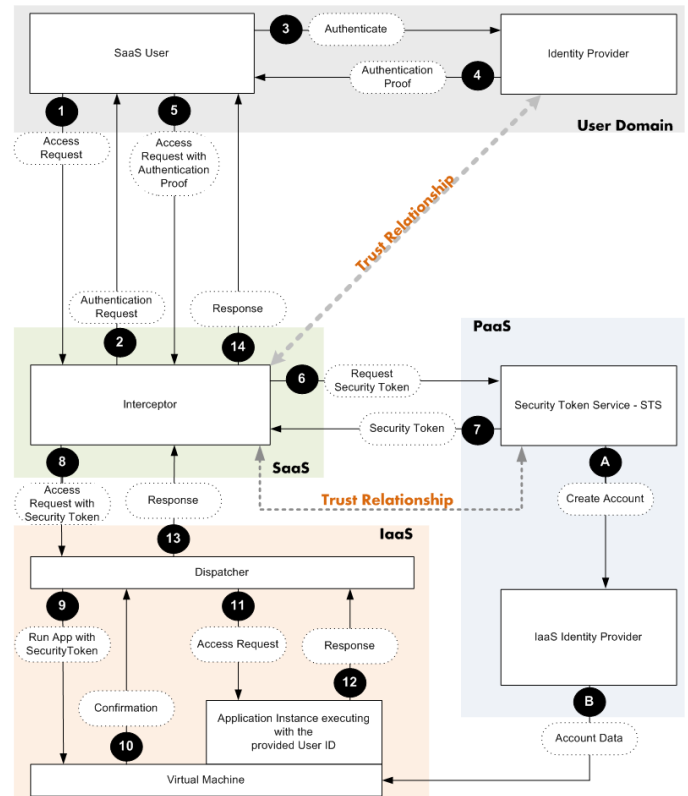 3
Authenticate
SaaS User
Identity Provider
Authentication
Proof
4
1
5
User Domain
Access
Request
Access
Request with
Authentication
Proof
Trust Relationship
Authentication
Request
Response
2
14
PaaS
6
Request
Security Token
Interceptor
Security Token Service - STS
Security Token
7
8
SaaS
A
Access
Request with
Security Token
Response
Trust Relationship
Create Account
13
IaaS
Dispatcher
9
11
Run App with
SecurityToken
Access Request
Response
IaaS Identity Provider
12
Confirmation
Application Instance executing
with the
provided User ID
B
10
Account Data
Virtual Machine